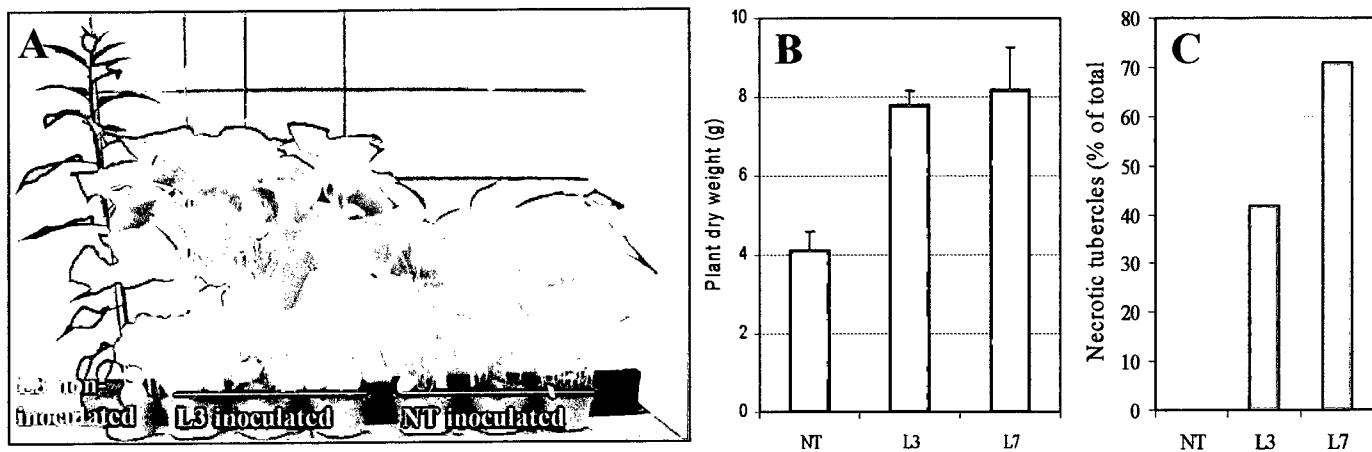 A
L3 non-
inoculated
L3 inoculated
NT inoculated
B
Plant dry weight (g)
10
8
6
4
2
0
NT L3 L7
C
Necrotic tubercles (% of total
80
70
60
50
40
30
20
10
0
NT L3 L7